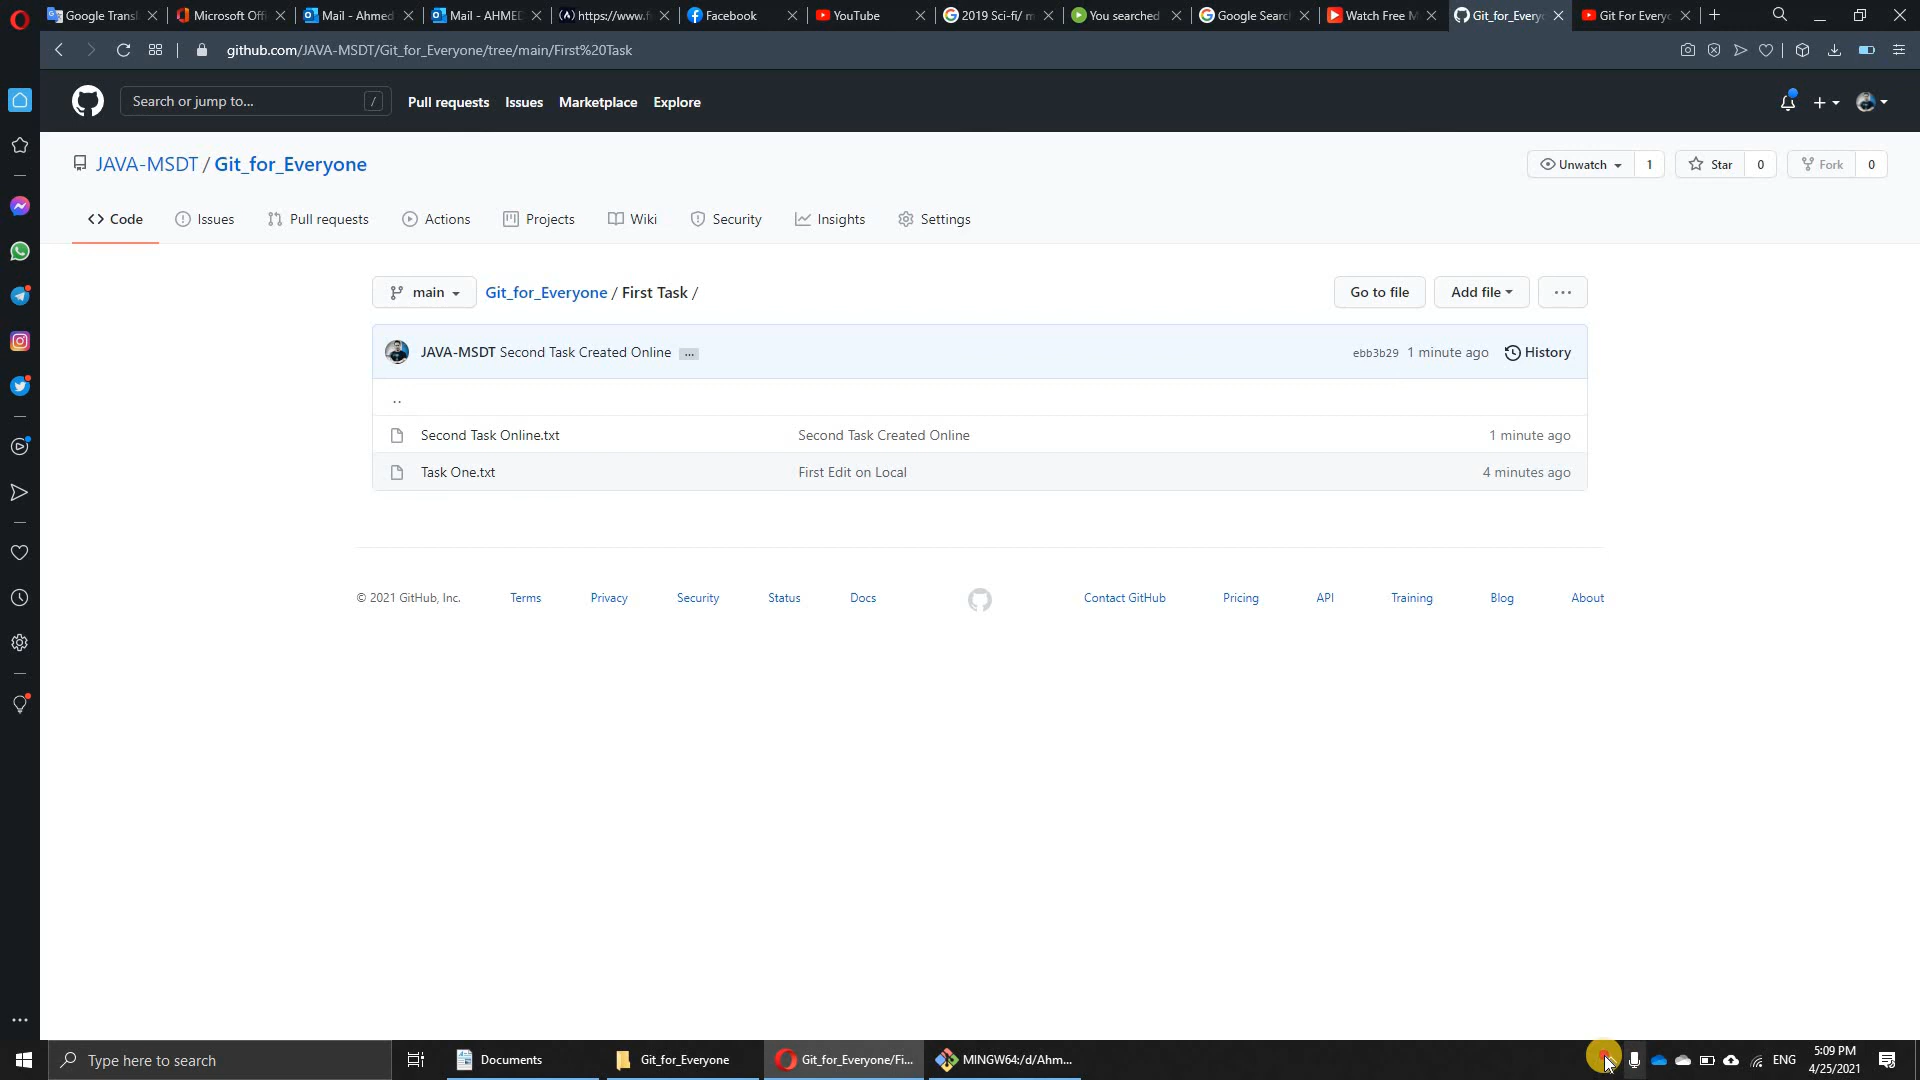 Google Transl
Microsoft Offi
Mail - Ahmed
Mail - AHMED
https://www.f
Facebook
YouTube
2019 Sci-fi/ m
You searched
Google Search
Watch Free M
Git_for_Everyo
Git For Everyo
github.com/JAVA-MSDT/Git_for_Everyone/tree/main/First%20Task
Search or jump to... /
Pull requests Issues Marketplace Explore
JAVA-MSDT / Git_for_Everyone
Unwatch 1 Star 0 Fork 0
Code Issues Pull requests Actions Projects Wiki Security Insights Settings
main Git_for_Everyone / First Task /
Go to file Add file ...
JAVA-MSDT Second Task Created Online ... ebb3b29 1 minute ago History
..
Second Task Online.txt Second Task Created Online 1 minute ago
Task One.txt First Edit on Local 4 minutes ago
© 2021 GitHub, Inc. Terms Privacy Security Status Docs Contact GitHub Pricing API Training Blog About
Type here to search
Documents
Git_for_Everyone
Git_for_Everyone/Fi...
MINGW64:/d/Ahm...
ENG
5:09 PM
4/25/2021